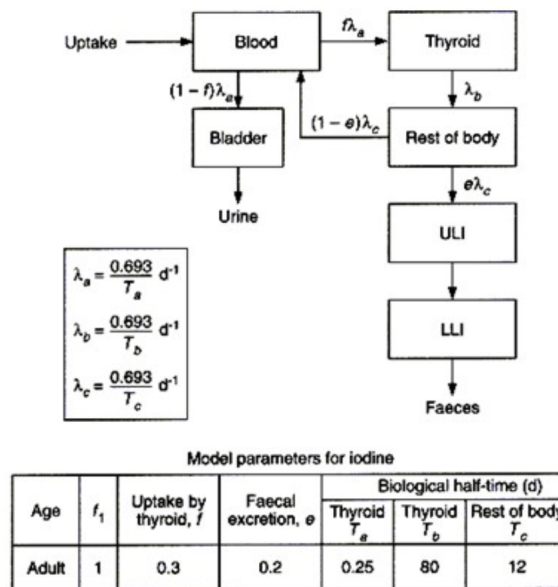 Uptake
Blood
fλa
Thyroid
(1 – f)λa
λb
(1 – e)λc
Bladder
Rest of body
Urine
eλc
ULI
λa = 0.693 / Ta d-1
λb = 0.693 / Tb d-1
λc = 0.693 / Tc d-1
LLI
Faeces
Model parameters for iodine
Age f1 Uptake by thyroid, f Faecal excretion, e Biological half-time (d)
Thyroid Ta Thyroid Tb Rest of body Tc
Adult 1 0.3 0.2 0.25 80 12